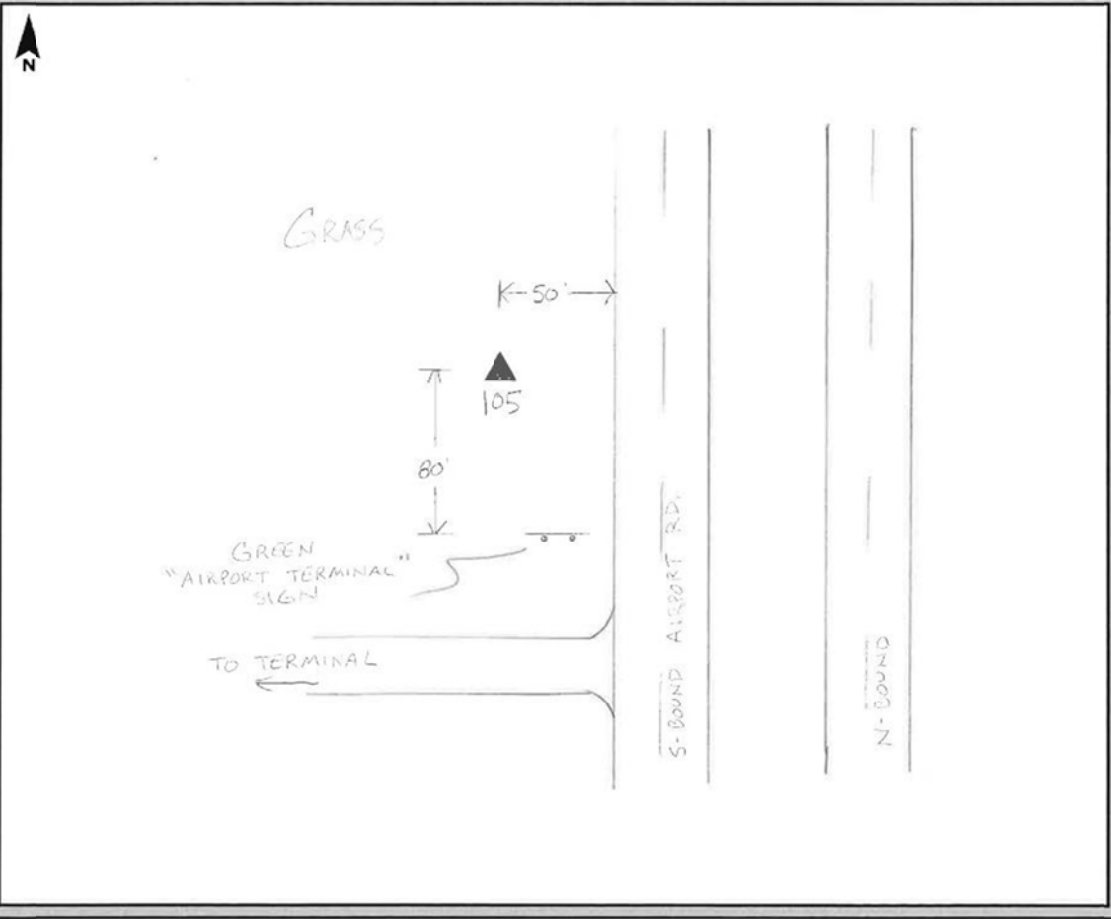 N
GRASS
50'
105
80'
GREEN
"AIRPORT TERMINAL"
SIGN
TO TERMINAL
S-BOUND AIRPORT RD.
N-BOUND